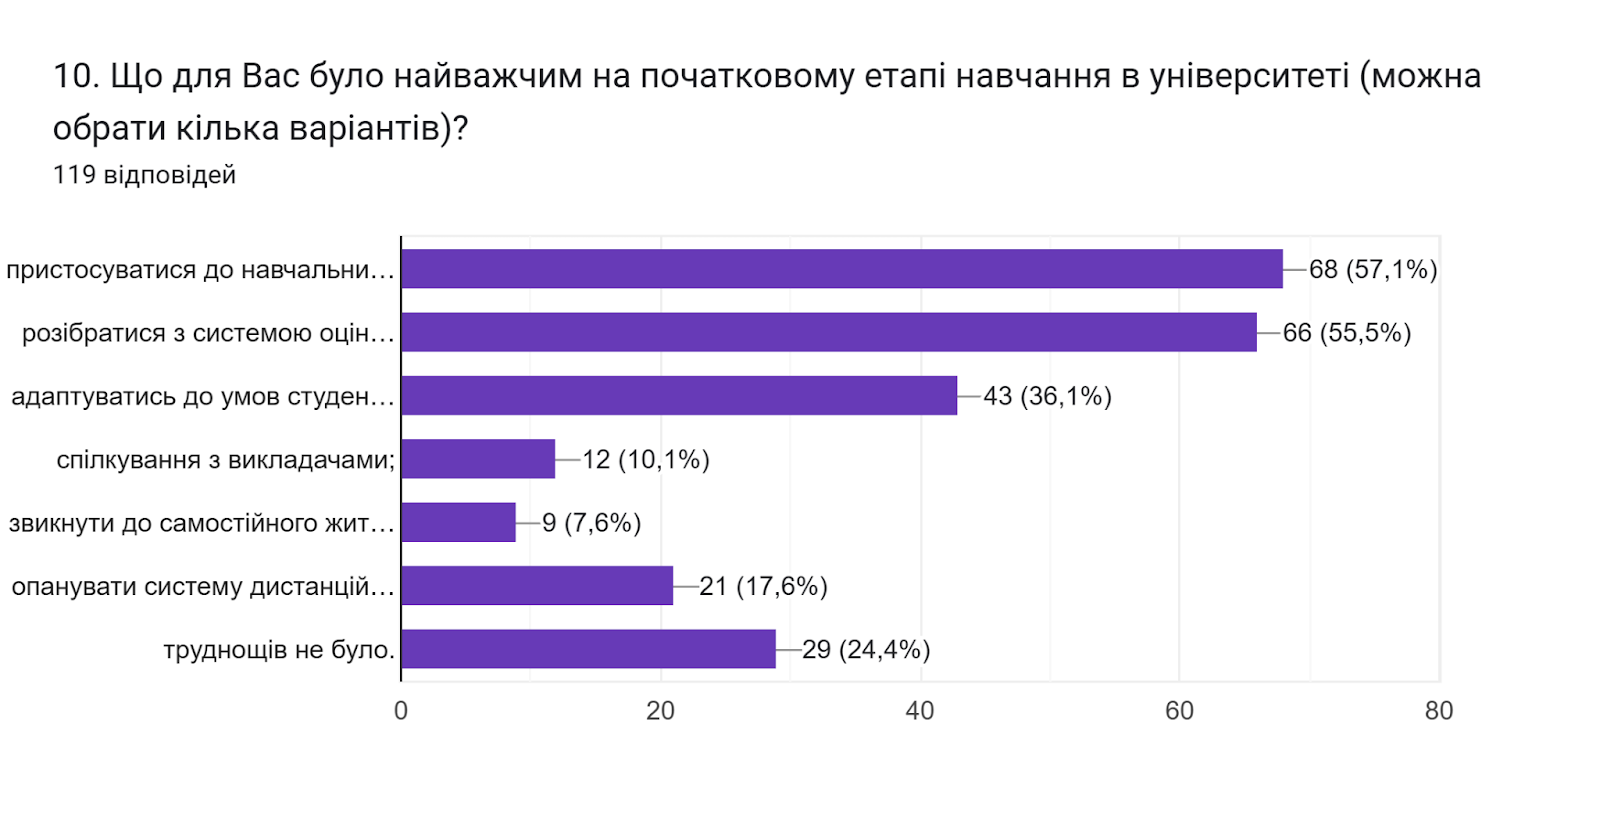 10. Що для Вас було найважчим на початковому етапі навчання в університеті (можна
обрати кілька варіантів)?
119 відповідей
пристосуватися до навчальни… 68 (57,1%)
розібратися з системою оцін… 66 (55,5%)
адаптуватись до умов студен… 43 (36,1%)
спілкування з викладачами; 12 (10,1%)
звикнути до самостійного жит… 9 (7,6%)
опанувати систему дистанцій… 21 (17,6%)
труднощів не було. 29 (24,4%)
0 20 40 60 80